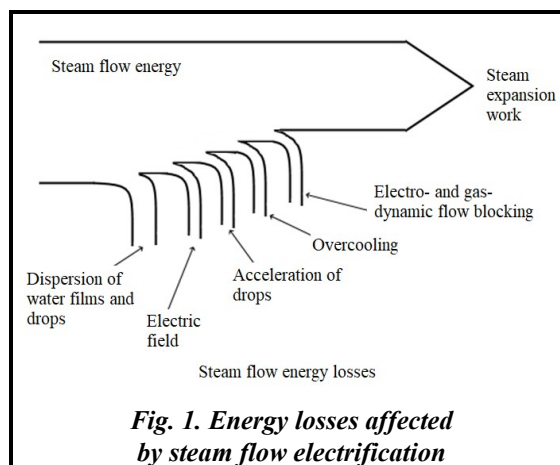 Steam flow energy
Steam
expansion
work
Electro- and gas-
dynamic flow blocking
Overcooling
Acceleration of
drops
Dispersion of
water films and
drops
Electric
field
Steam flow energy losses
Fig. 1. Energy losses affected
by steam flow electrification